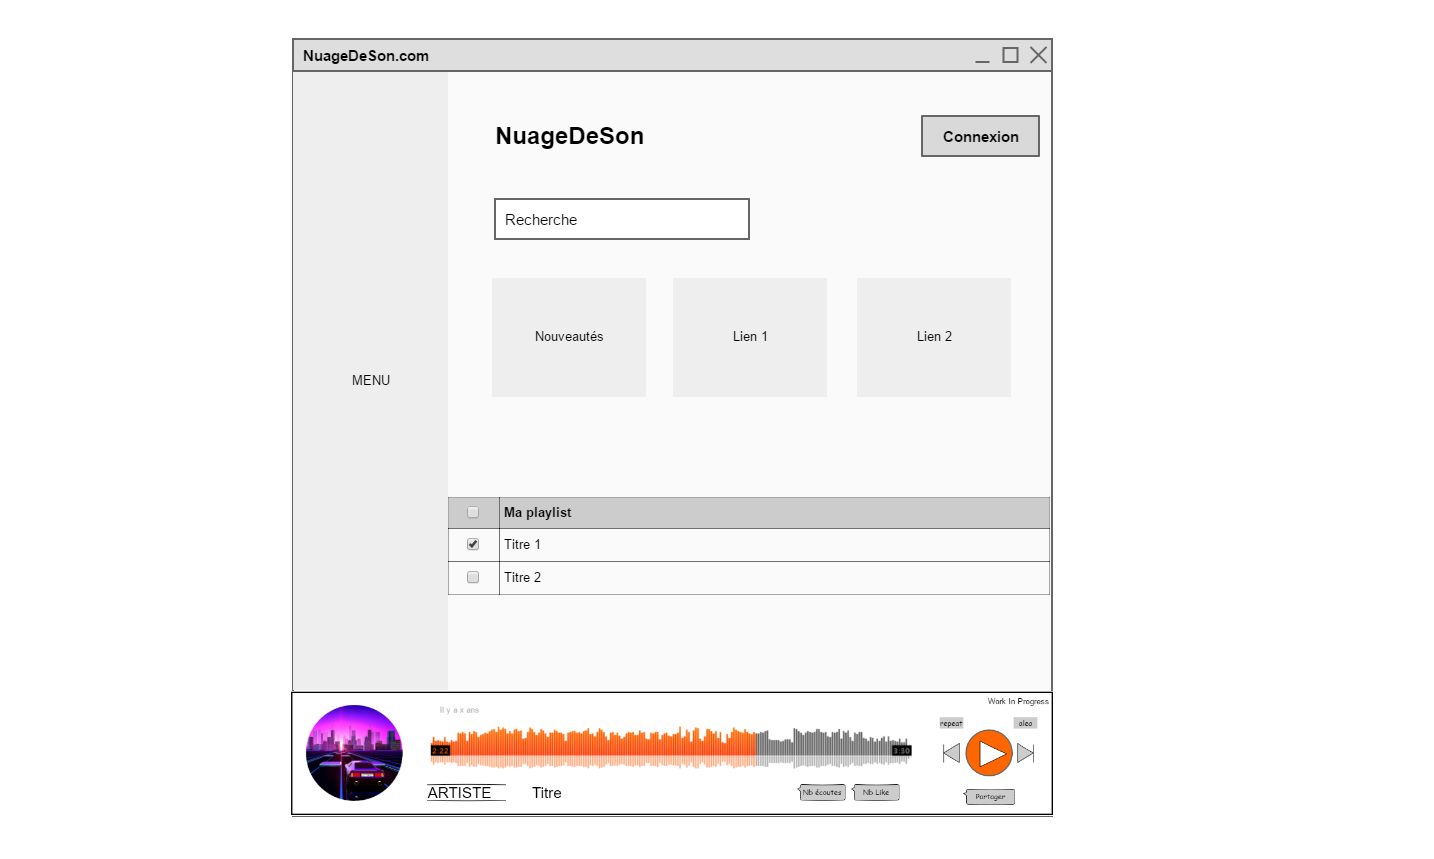 NuageDeSon.com
NuageDeSon
Connexion
Recherche
Nouveautés
Lien 1
Lien 2
MENU
Ma playlist
Titre 1
Titre 2
Work In Progress
Il y a x ans
repeat
aleo
2:22
3:30
ARTISTE
Titre
Nb écoutes
Nb Like
Partager